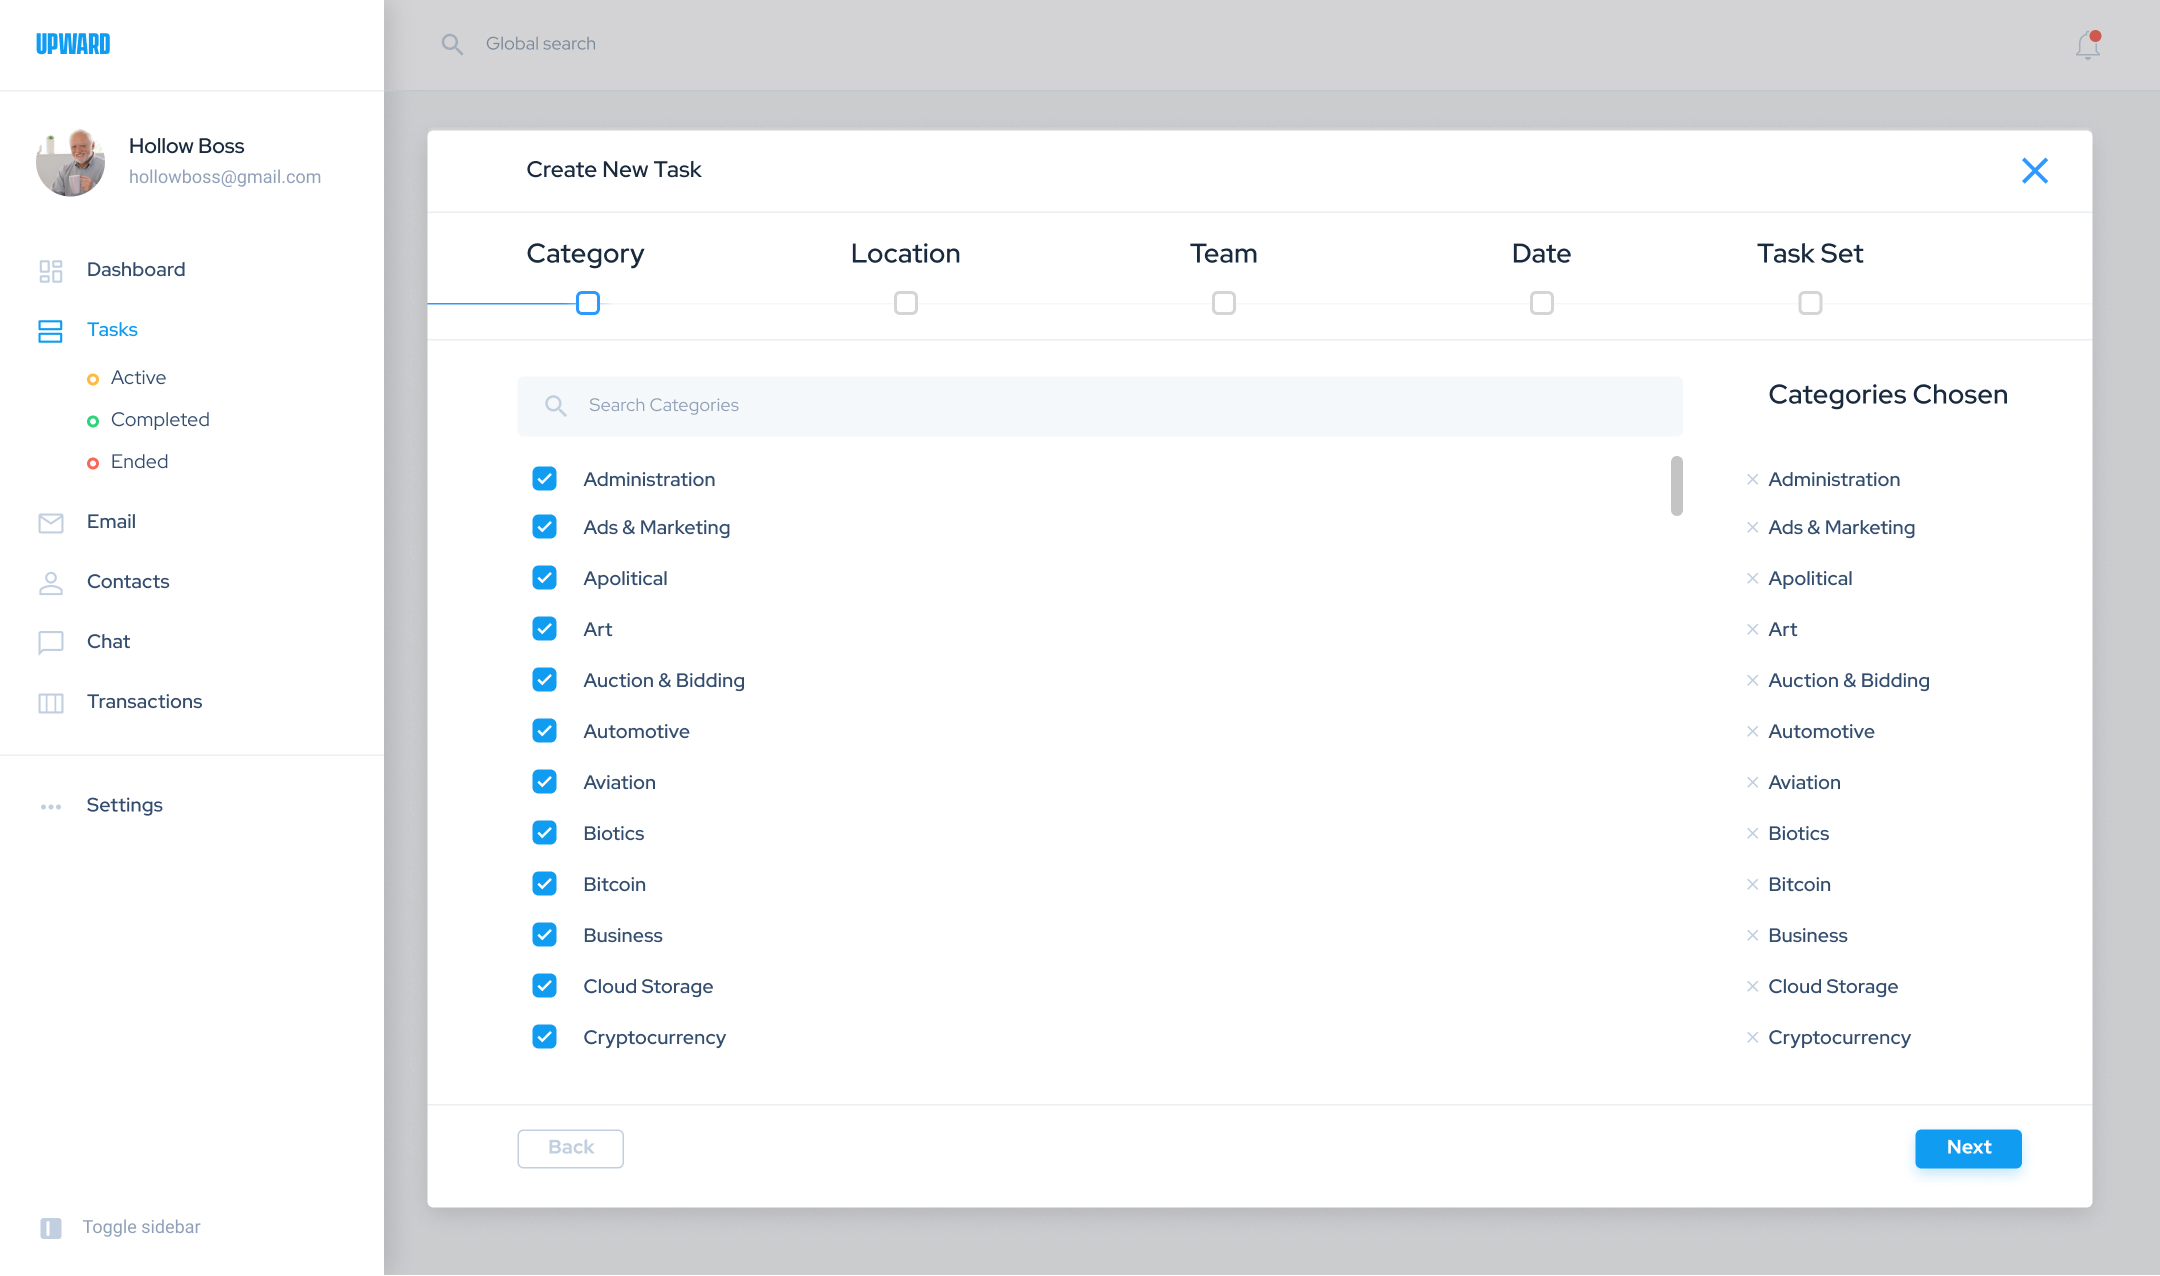 UPWARD
Global search
Hollow Boss
hollowboss@gmail.com
Dashboard
Tasks
Active
Completed
Ended
Email
Contacts
Chat
Transactions
Settings
Toggle sidebar
Create New Task
Category
Location
Team
Date
Task Set
Search Categories
Administration
Ads & Marketing
Apolitical
Art
Auction & Bidding
Automotive
Aviation
Biotics
Bitcoin
Business
Cloud Storage
Cryptocurrency
Categories Chosen
Administration
Ads & Marketing
Apolitical
Art
Auction & Bidding
Automotive
Aviation
Biotics
Bitcoin
Business
Cloud Storage
Cryptocurrency
Back
Next